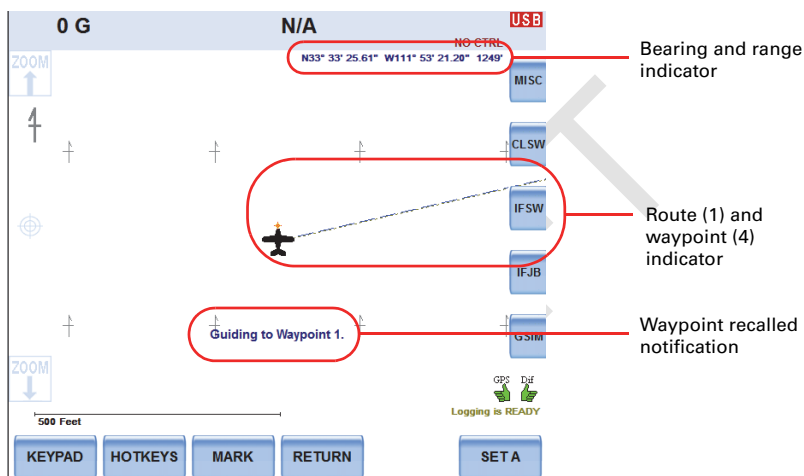 0 G
N/A
USB
NO CTRL
N33° 33' 25.61" W111° 53' 21.20" 1249'
ZOOM
MISC
CLSW
IFSW
IFJB
GSIM
Guiding to Waypoint 1.
ZOOM
GPS Dif
Logging is READY
500 Feet
KEYPAD
HOTKEYS
MARK
RETURN
SET A
Bearing and range
indicator
Route (1) and
waypoint (4)
indicator
Waypoint recalled
notification
T